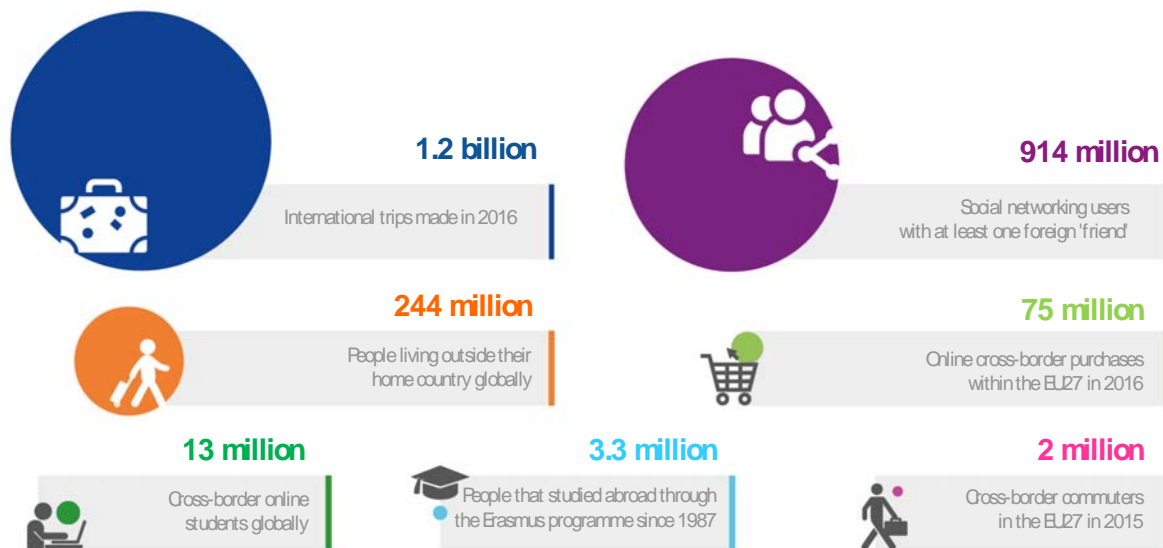 1.2 billion
International trips made in 2016
914 million
Social networking users
with at least one foreign 'friend'
244 million
People living outside their
home country globally
75 million
Online cross-border purchases
within the EU27 in 2016
13 million
Cross-border online
students globally
3.3 million
People that studied abroad through
the Erasmus programme since 1987
2 million
Cross-border commuters
in the EU27 in 2015